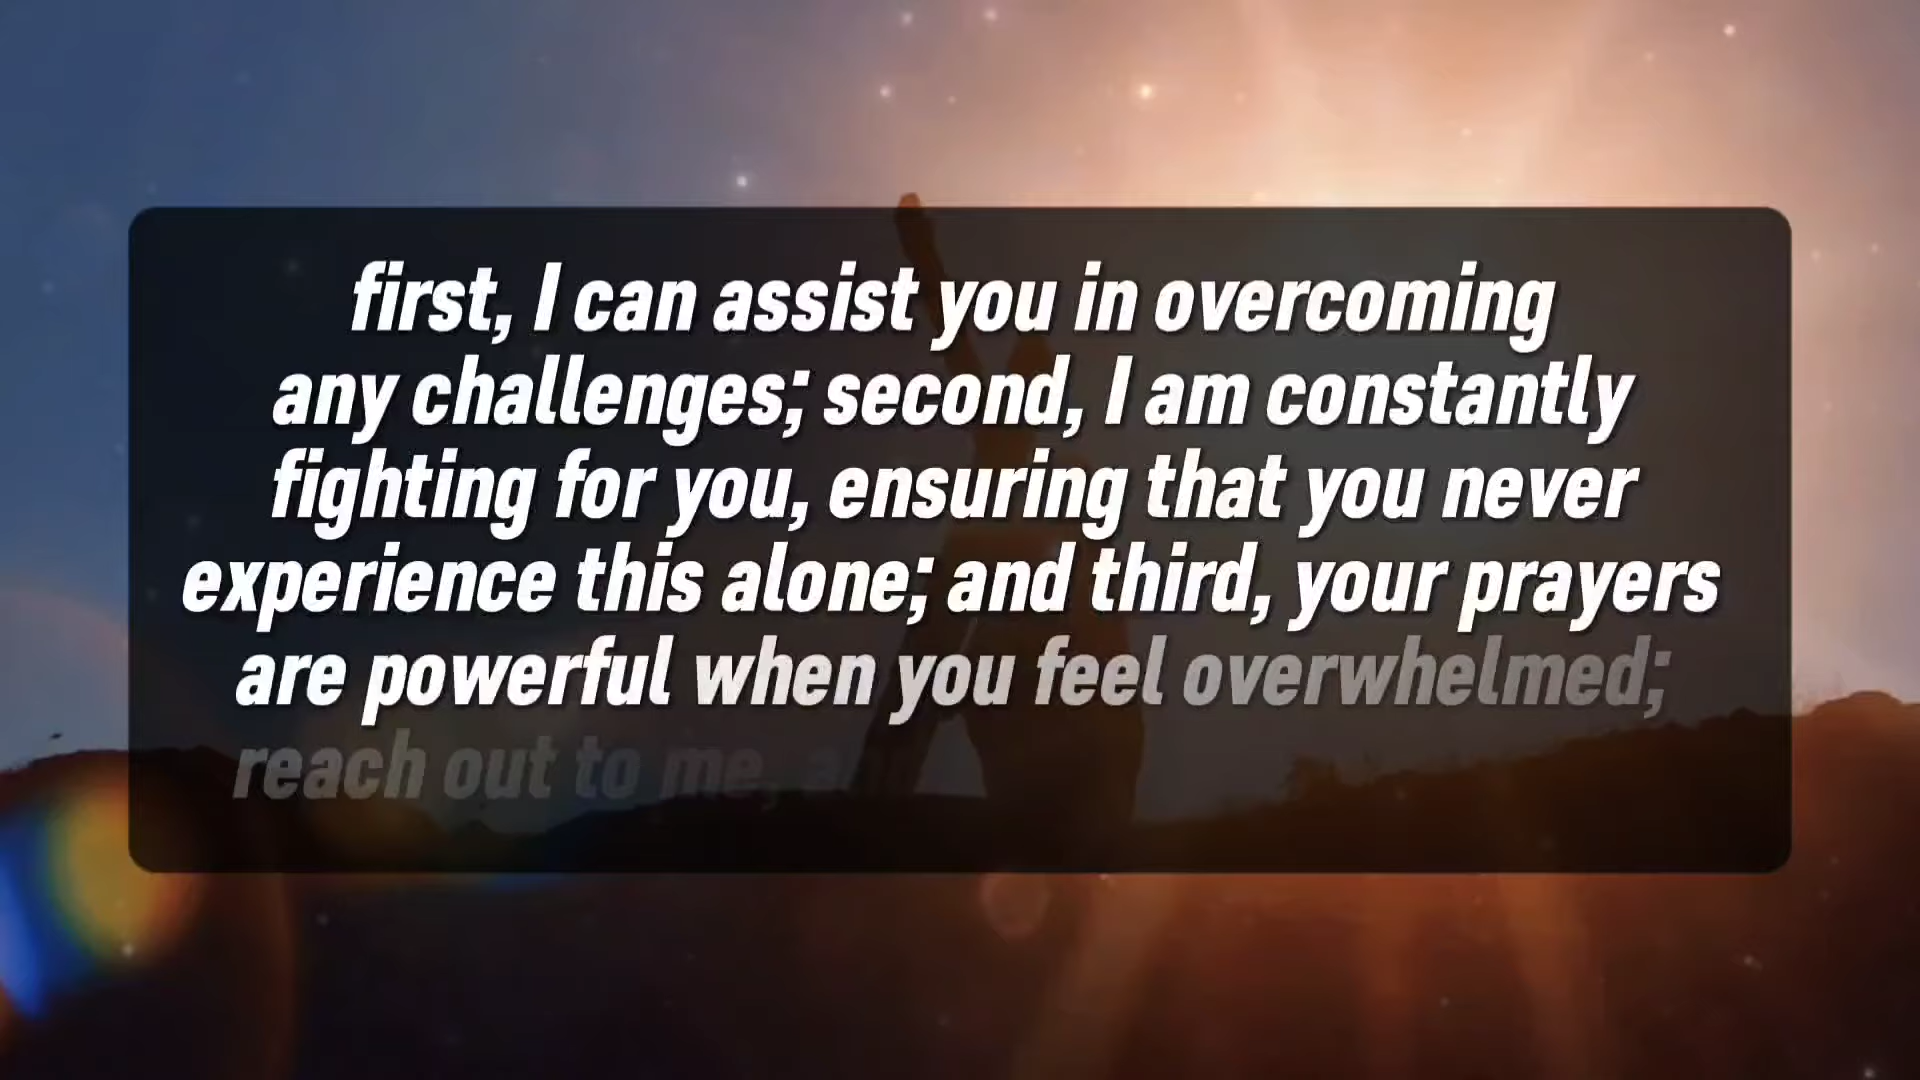 first, I can assist you in overcoming
any challenges; second, I am constantly
fighting for you, ensuring that you never
experience this alone; and third, your prayers
are powerful when you feel overwhelmed;
reach out to me,